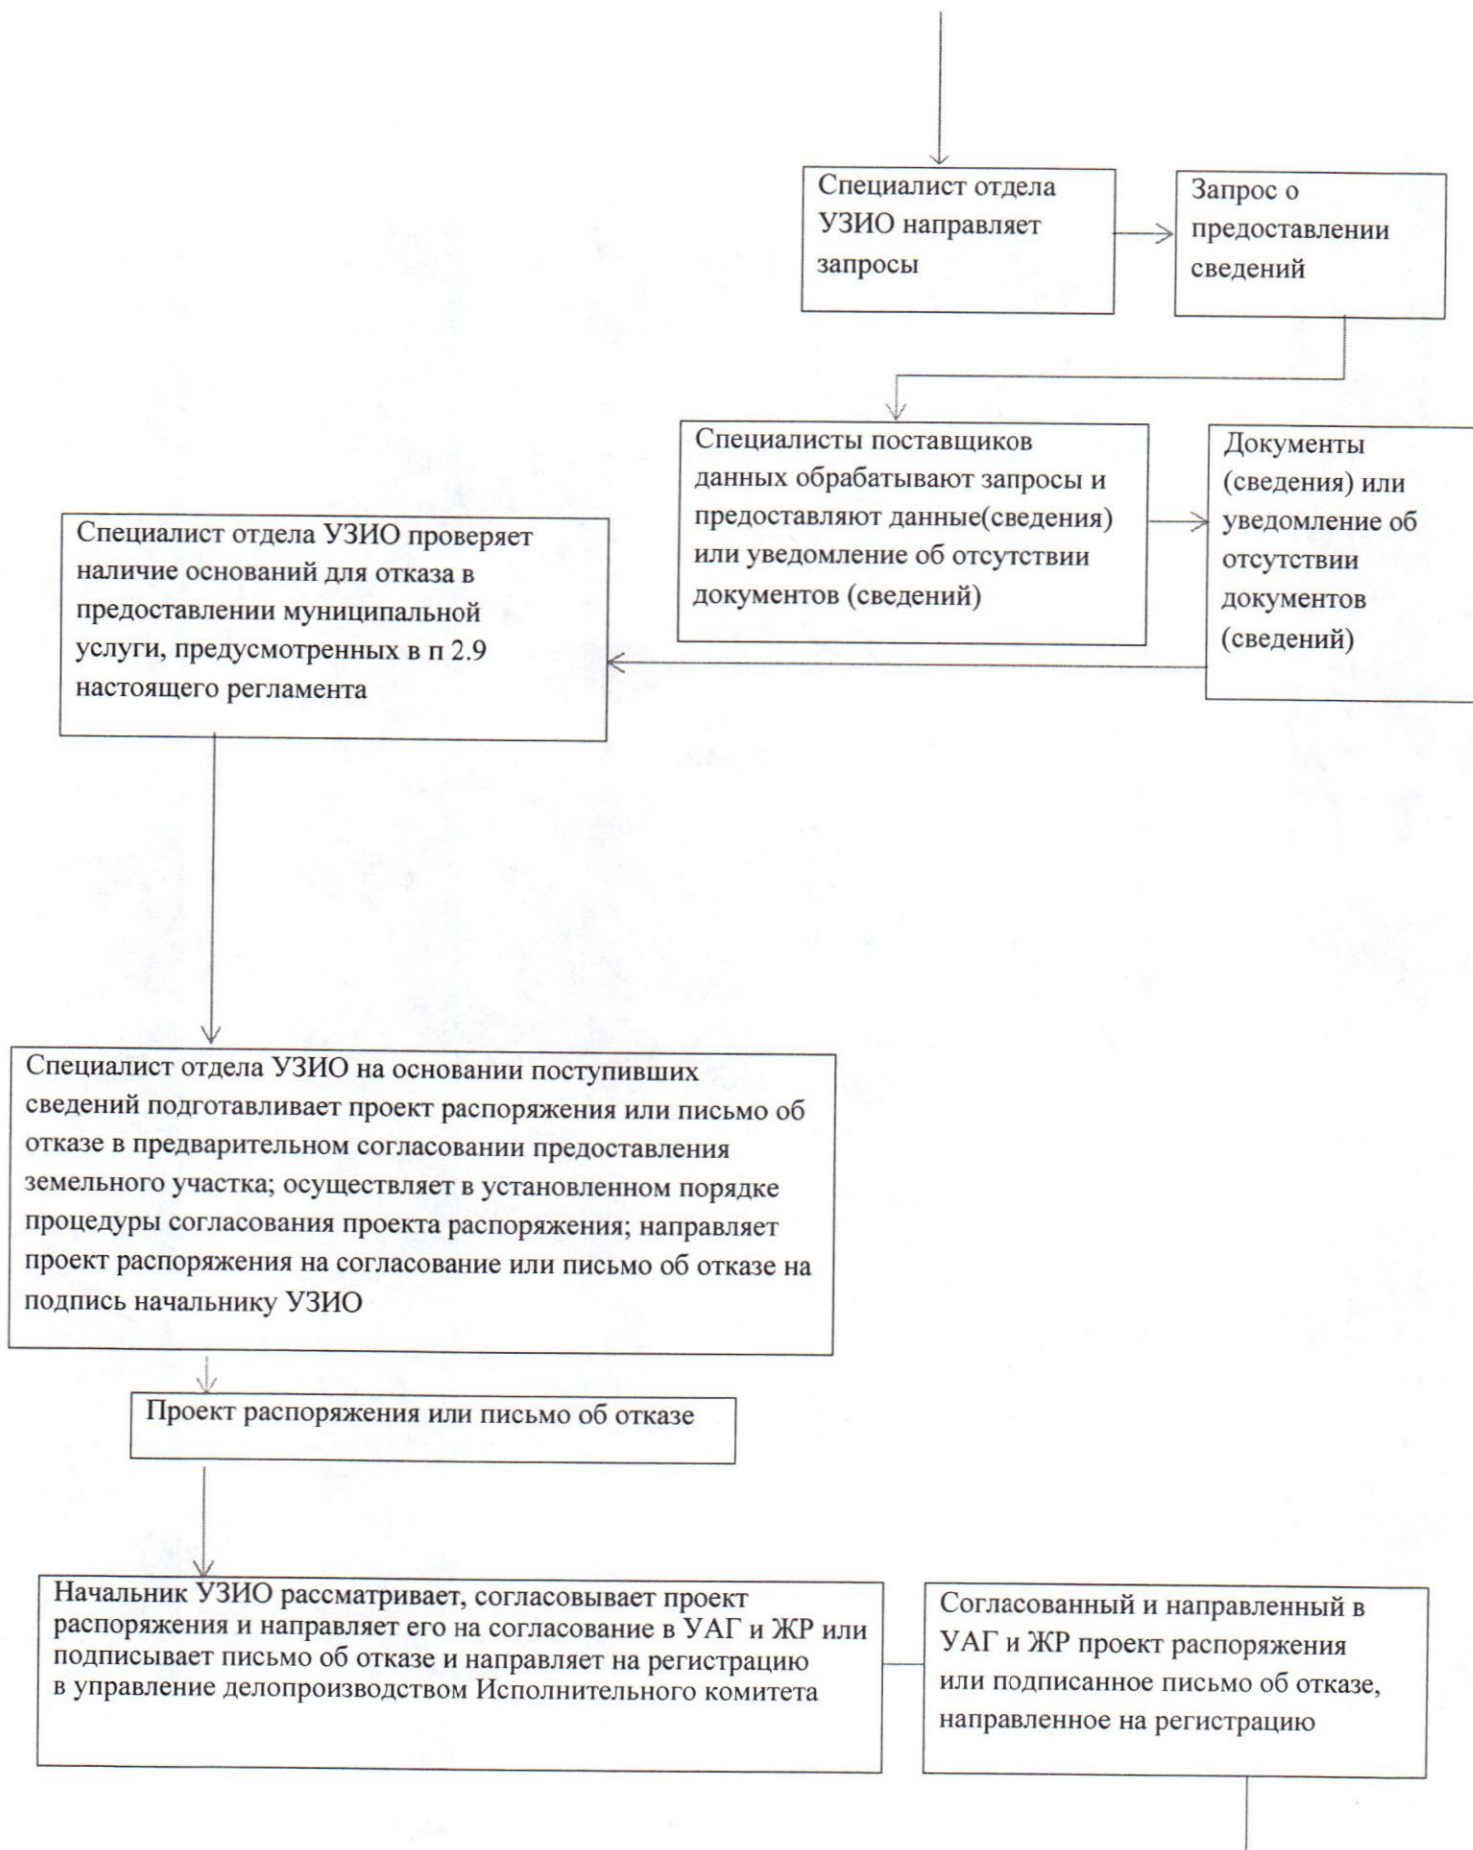 Специалист отдела
УЗИО направляет
запросы
Запрос о
предоставлении
сведений
Специалисты поставщиков
данных обрабатывают запросы и
предоставляют данные(сведения)
или уведомление об отсутствии
документов (сведений)
Документы
(сведения) или
уведомление об
отсутствии
документов
(сведений)
Специалист отдела УЗИО проверяет
наличие оснований для отказа в
предоставлении муниципальной
услуги, предусмотренных в п 2.9
настоящего регламента
Специалист отдела УЗИО на основании поступивших
сведений подготавливает проект распоряжения или письмо об
отказе в предварительном согласовании предоставления
земельного участка; осуществляет в установленном порядке
процедуры согласования проекта распоряжения; направляет
проект распоряжения на согласование или письмо об отказе на
подпись начальнику УЗИО
Проект распоряжения или письмо об отказе
Начальник УЗИО рассматривает, согласовывает проект
распоряжения и направляет его на согласование в УАГ и ЖР или
подписывает письмо об отказе и направляет на регистрацию
в управление делопроизводством Исполнительного комитета
Согласованный и направленный в
УАГ и ЖР проект распоряжения
или подписанное письмо об отказе,
направленное на регистрацию